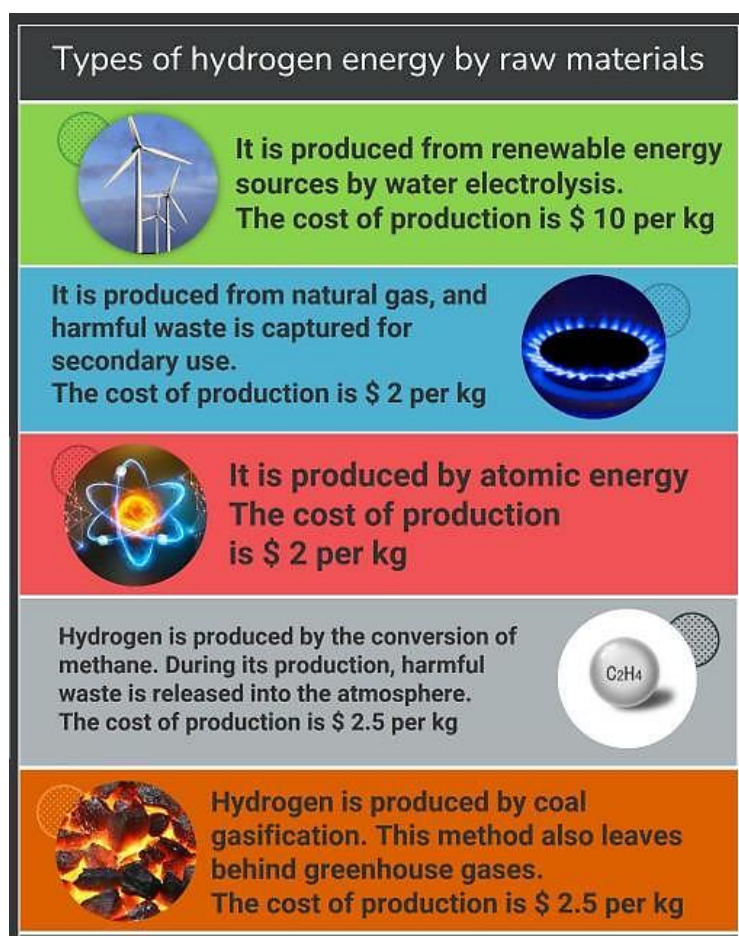 Types of hydrogen energy by raw materials
It is produced from renewable energy
sources by water electrolysis.
The cost of production is $ 10 per kg
It is produced from natural gas, and
harmful waste is captured for
secondary use.
The cost of production is $ 2 per kg
It is produced by atomic energy
The cost of production
is $ 2 per kg
Hydrogen is produced by the conversion of
methane. During its production, harmful
waste is released into the atmosphere.
The cost of production is $ 2.5 per kg
C2H4
Hydrogen is produced by coal
gasification. This method also leaves
behind greenhouse gases.
The cost of production is $ 2.5 per kg